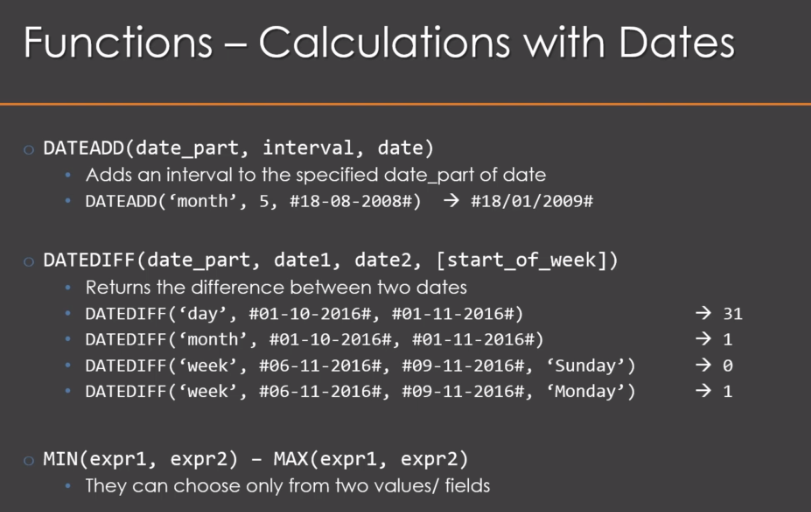 Functions – Calculations with Dates
o DATEADD(date_part, interval, date)
• Adds an interval to the specified date_part of date
• DATEADD(‘month’, 5, #18-08-2008#) → #18/01/2009#
o DATEDIFF(date_part, date1, date2, [start_of_week])
• Returns the difference between two dates
• DATEDIFF(‘day’, #01-10-2016#, #01-11-2016#) → 31
• DATEDIFF(‘month’, #01-10-2016#, #01-11-2016#) → 1
• DATEDIFF(‘week’, #06-11-2016#, #09-11-2016#, ‘Sunday’) → 0
• DATEDIFF(‘week’, #06-11-2016#, #09-11-2016#, ‘Monday’) → 1
o MIN(expr1, expr2) – MAX(expr1, expr2)
• They can choose only from two values/ fields